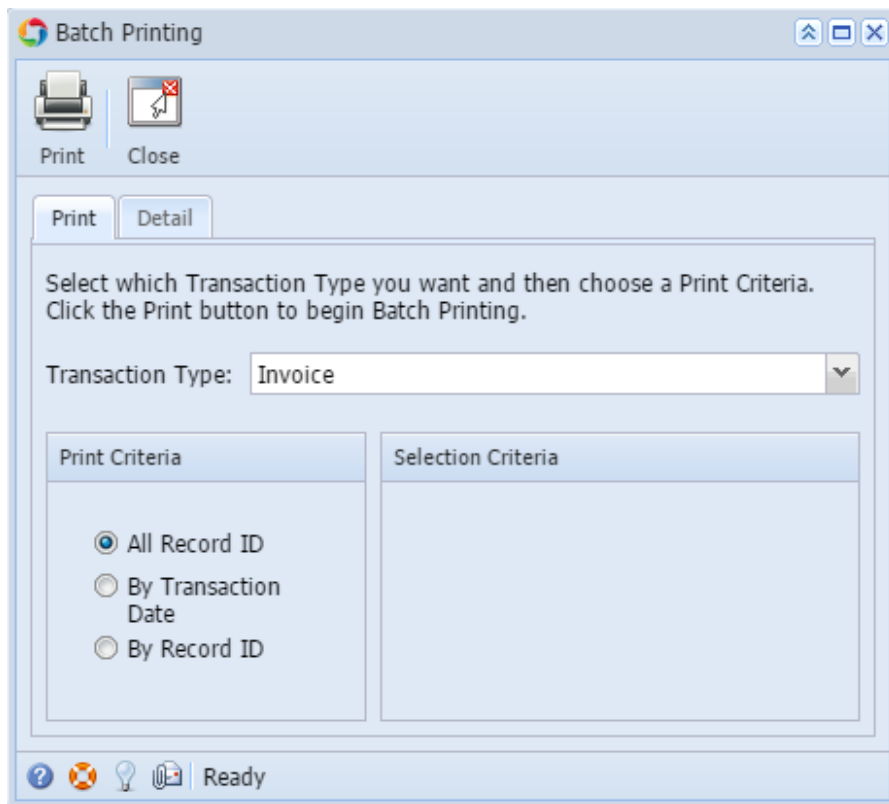 Batch Printing
Print Close
Print Detail
Select which Transaction Type you want and then choose a Print Criteria.
Click the Print button to begin Batch Printing.
Transaction Type: Invoice
Print Criteria Selection Criteria
All Record ID
By Transaction
Date
By Record ID
Ready